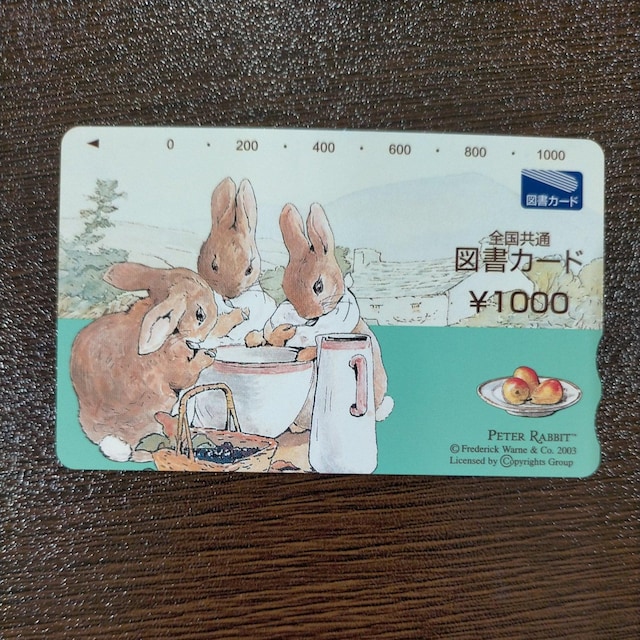 ◀ 0 ・ 200 ・ 400 ・ 600 ・ 800 ・ 1000
図書カード
全国共通
図書カード
¥1000
PETER RABBIT™
© Frederick Warne & Co. 2003
Licensed by Ⓒopyrights Group